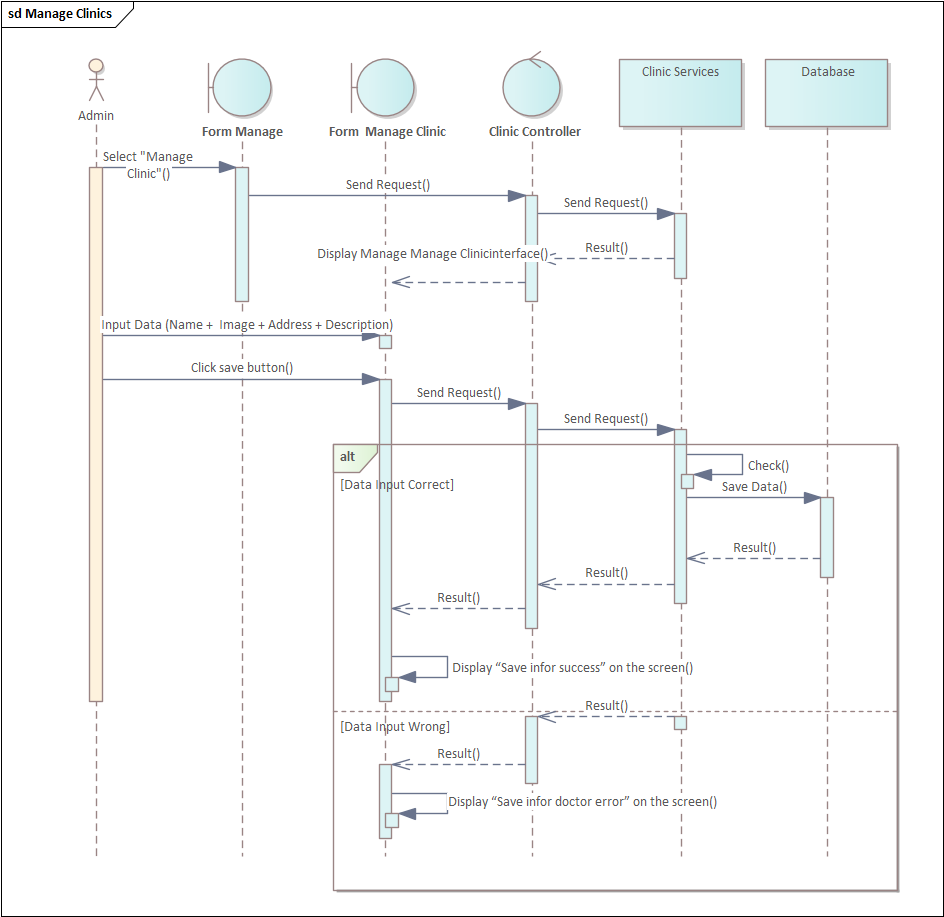 sd Manage Clinics
Clinic Services
Database
Admin
Form Manage
Form  Manage Clinic
Clinic Controller
Select "Manage
Clinic"()
Send Request()
Send Request()
Result()
Display Manage Manage Clinicinterface()
Input Data (Name +  Image + Address + Description)
Click save button()
Send Request()
Send Request()
alt
Check()
[Data Input Correct]
Save Data()
Result()
Result()
Result()
Display “Save infor success” on the screen()
Result()
[Data Input Wrong]
Result()
Display “Save infor doctor error” on the screen()